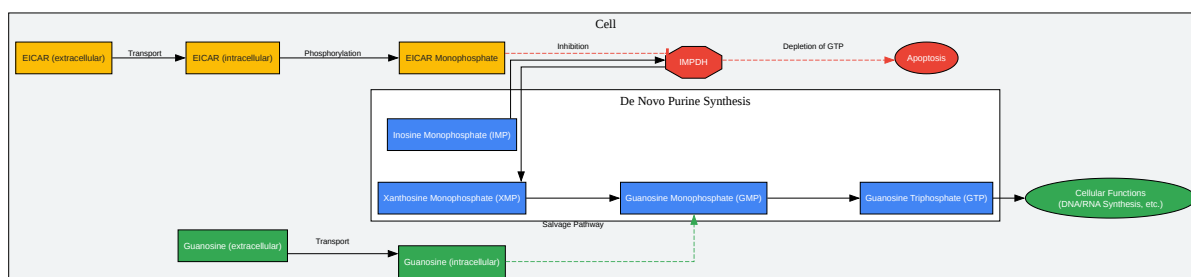 Cell
EICAR (extracellular)
Transport
EICAR (intracellular)
Phosphorylation
EICAR Monophosphate
Inhibition
IMPDH
Depletion of GTP
Apoptosis
De Novo Purine Synthesis
Inosine Monophosphate (IMP)
Xanthosine Monophosphate (XMP)
Guanosine Monophosphate (GMP)
Guanosine Triphosphate (GTP)
Cellular Functions
(DNA/RNA Synthesis, etc.)
Salvage Pathway
Guanosine (extracellular)
Transport
Guanosine (intracellular)